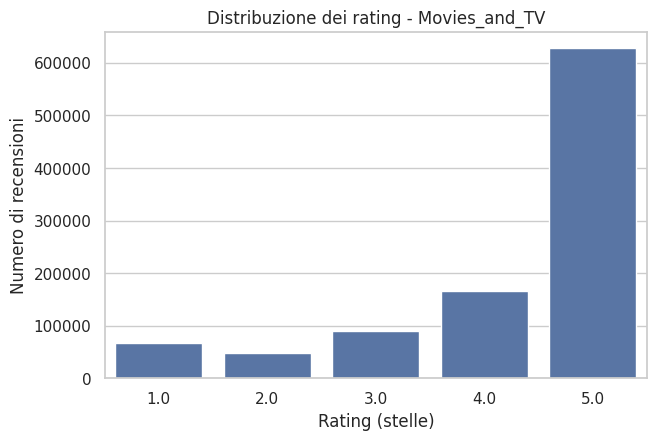 Distribuzione dei rating - Movies_and_TV
Numero di recensioni
600000
500000
400000
300000
200000
100000
0
1.0 2.0 3.0 4.0 5.0
Rating (stelle)